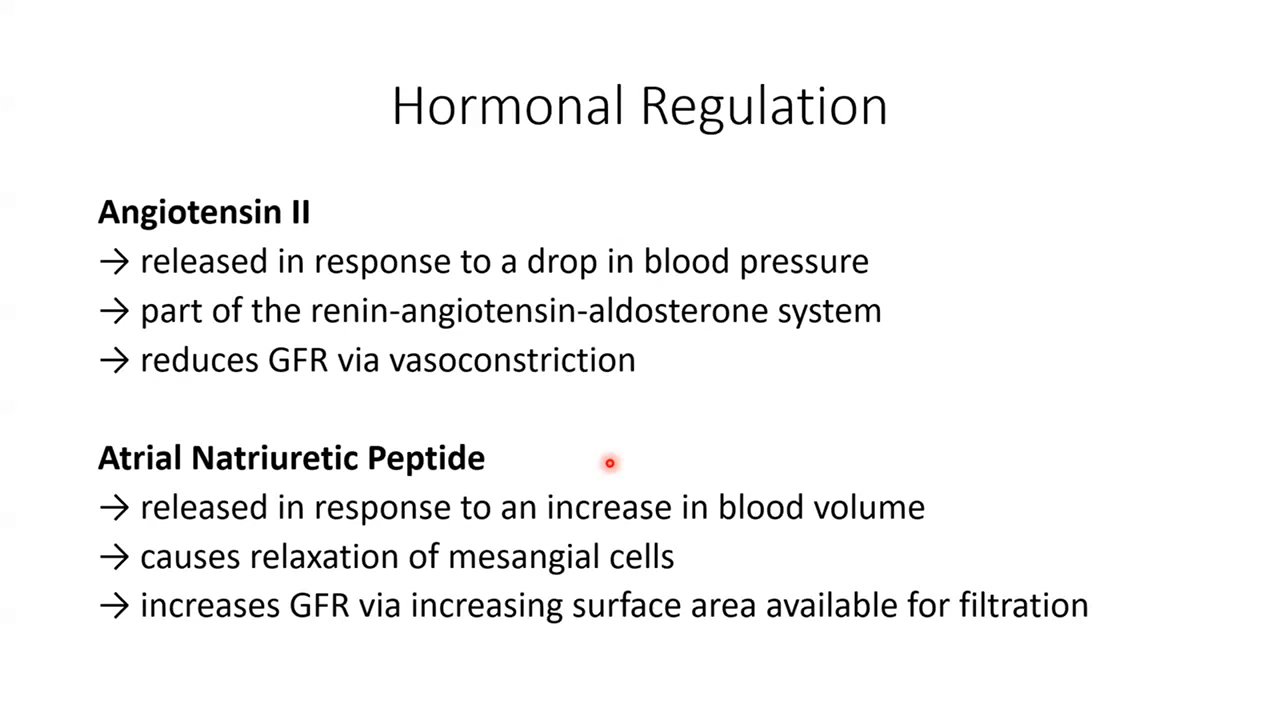 Hormonal Regulation
Angiotensin II
→ released in response to a drop in blood pressure
→ part of the renin-angiotensin-aldosterone system
→ reduces GFR via vasoconstriction
Atrial Natriuretic Peptide
→ released in response to an increase in blood volume
→ causes relaxation of mesangial cells
→ increases GFR via increasing surface area available for filtration